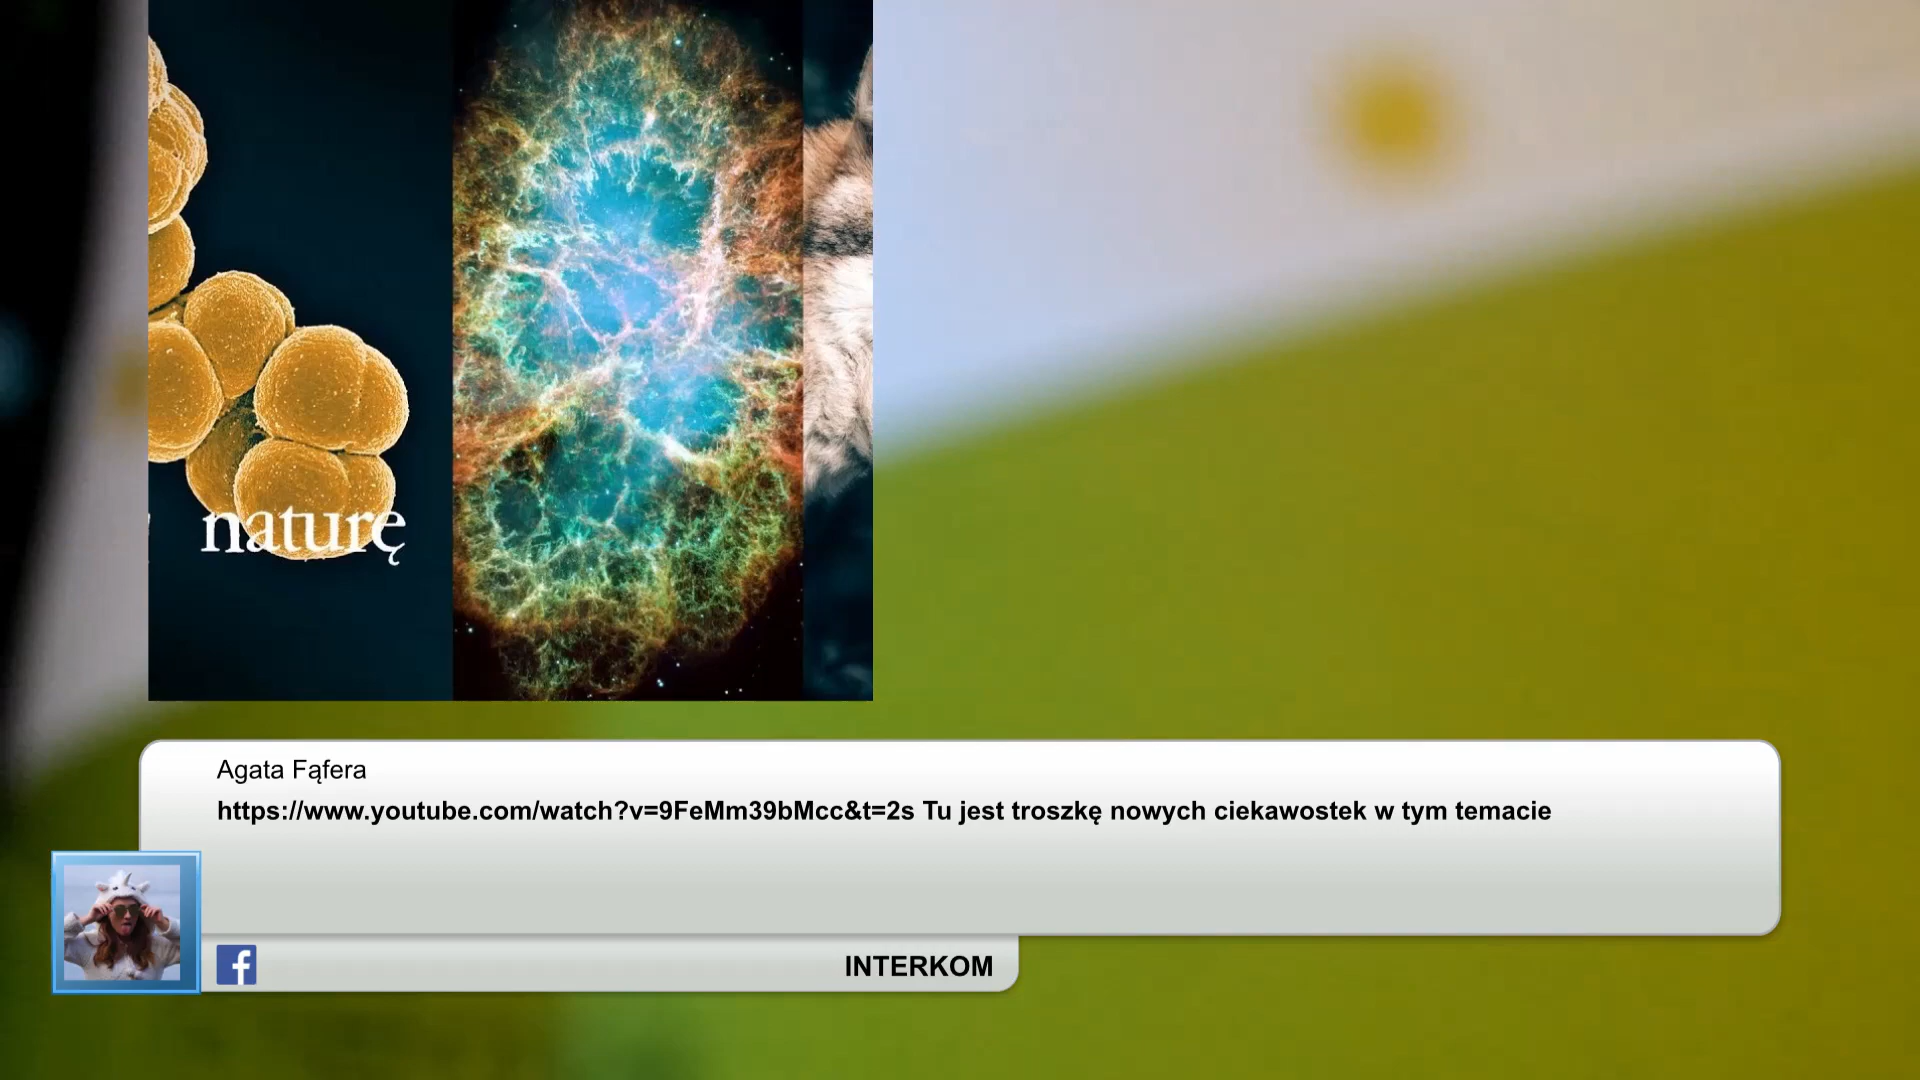 naturę
Agata Fąfera
https://www.youtube.com/watch?v=9FeMm39bMcc&t=2s Tu jest troszkę nowych ciekawostek w tym temacie
INTERKOM